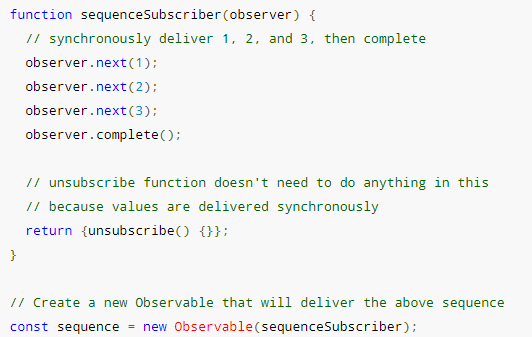 function sequenceSubscriber(observer) {
  // synchronously deliver 1, 2, and 3, then complete
  observer.next(1);
  observer.next(2);
  observer.next(3);
  observer.complete();

  // unsubscribe function doesn't need to do anything in this
  // because values are delivered synchronously
  return {unsubscribe() {}};
}

// Create a new Observable that will deliver the above sequence
const sequence = new Observable(sequenceSubscriber);